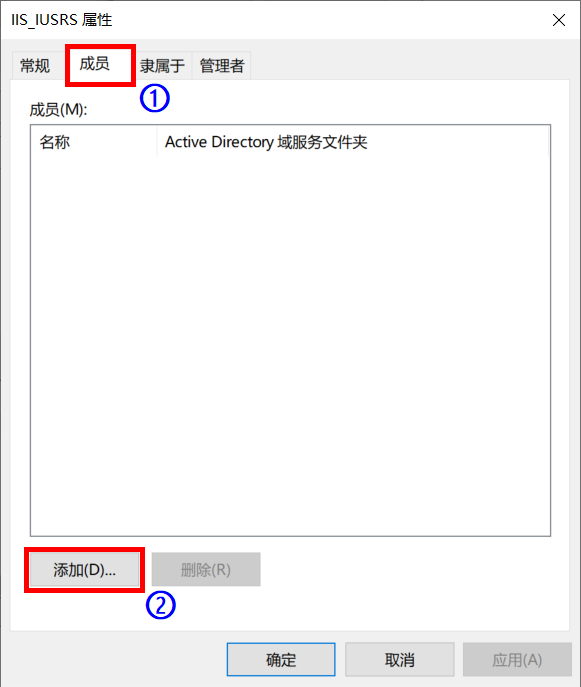 IIS_IUSRS 属性
常规 成员 隶属于 管理者
①
成员(M):
名称 Active Directory 域服务文件夹
添加(D)... 删除(R)
②
确定 取消 应用(A)